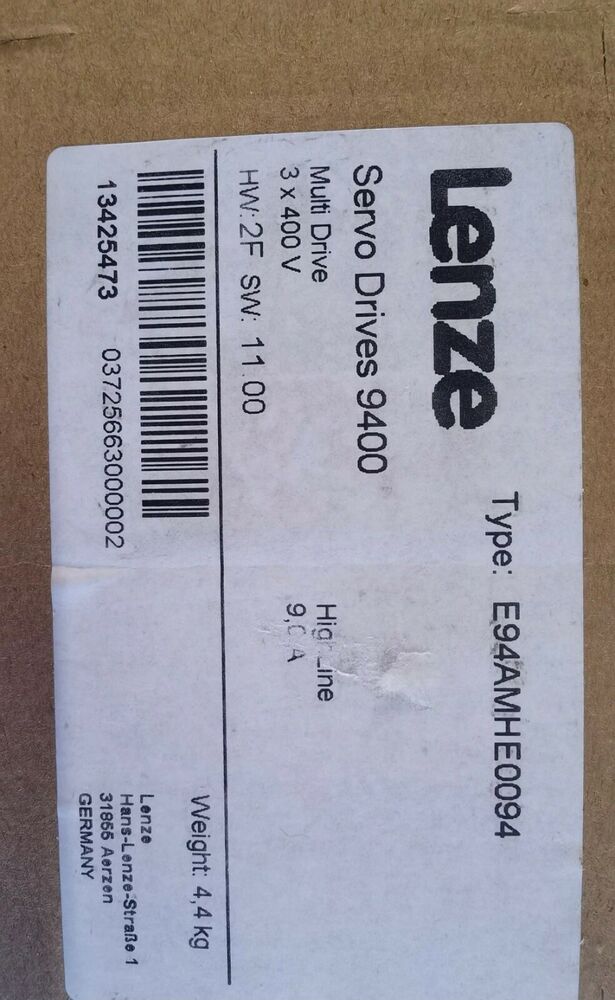 Lenze
Type: E94AMHE0094
Servo Drives 9400
Multi Drive
3 x 400 V
HW: 2F SW: 11.00
Line
Weight: 4,4 kg
13425473 03725663000002
Lenze
Hans-Lenze-Straße 1
31855 Aerzen
GERMANY